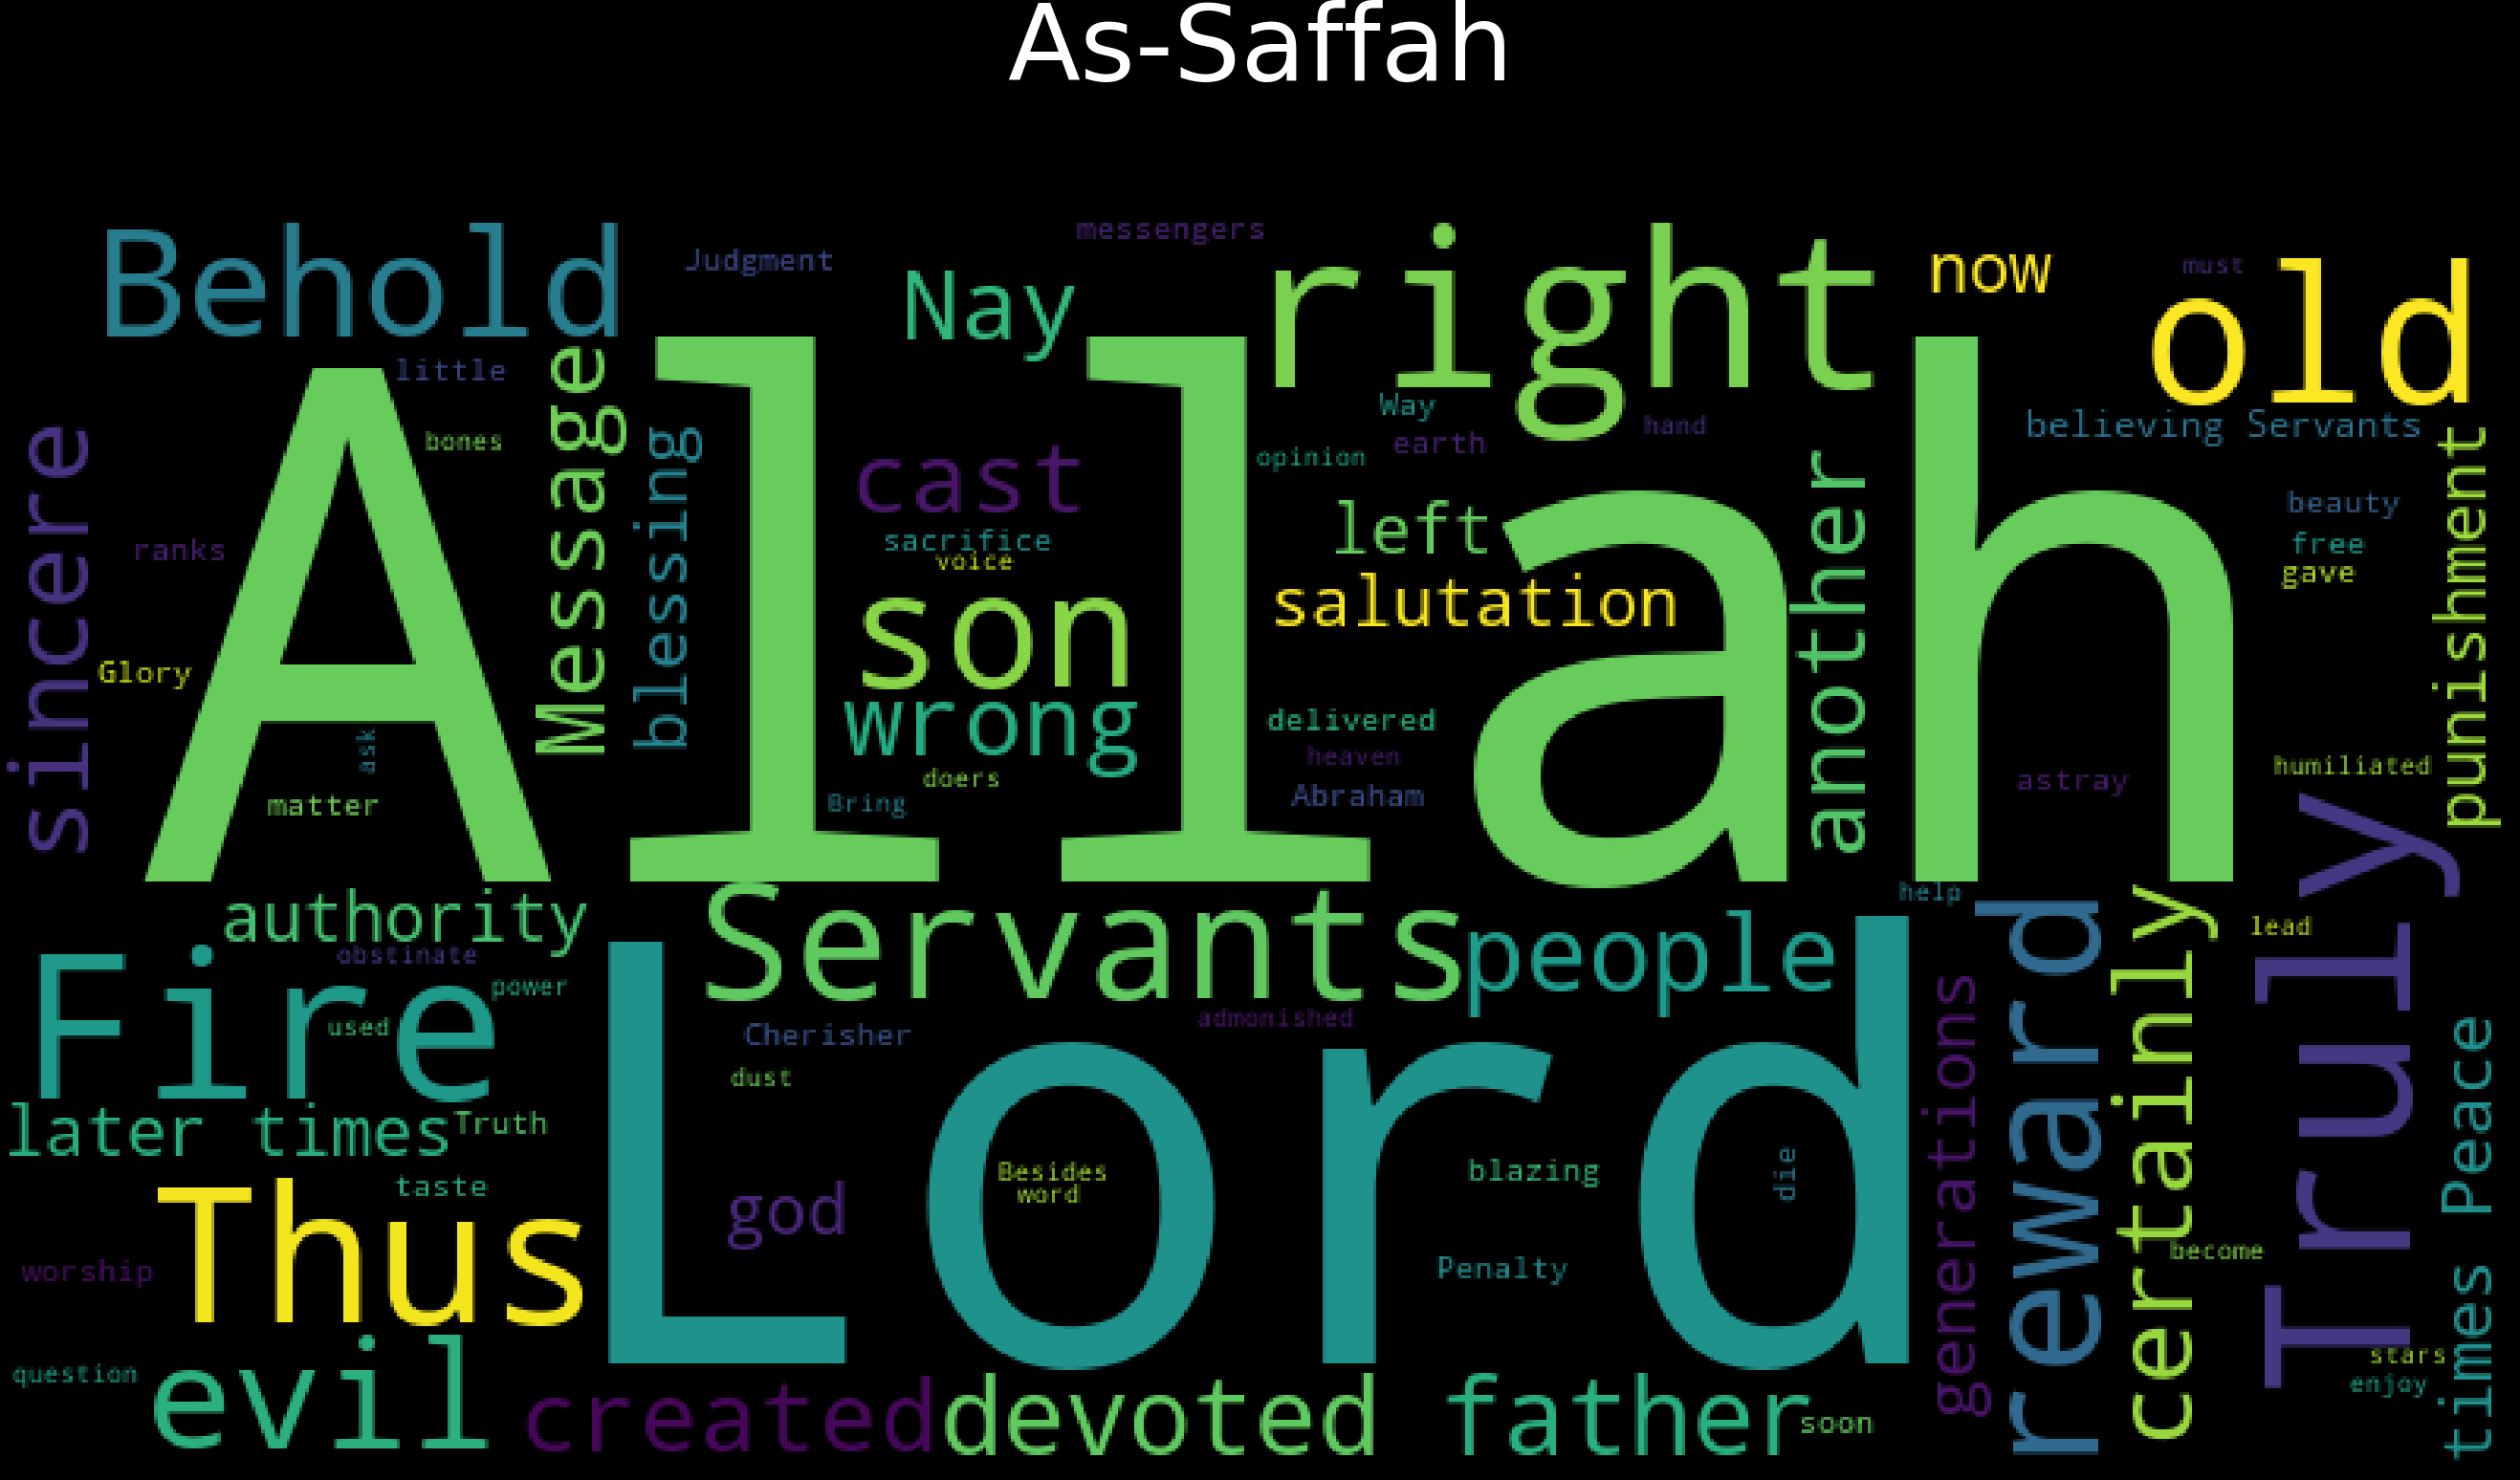 As-Saffah
messengers
Behold
Judgment
Nay
right
now
must
old
little
Message
Way
hand
believing Servants
sincere
bones
blessing
cast
opinion
earth
another
punishment
ranks
sacrifice
voice
left
beauty
free
gave
salutation
son
Glory
wrong
Allah
delivered
heaven
Abraham
ask
matter
doers
Bring
astray
humiliated
Truly
authority
obstinate
Servants
people
help
reward
certainly
lead
Fire
power
used
Cherisher
admonished
generations
times Peace
dust
later times
Truth
Lord
taste
Thus
god
Besides
word
blazing
die
worship
Penalty
become
question
evil
created
devoted
father
soon
stars
enjoy